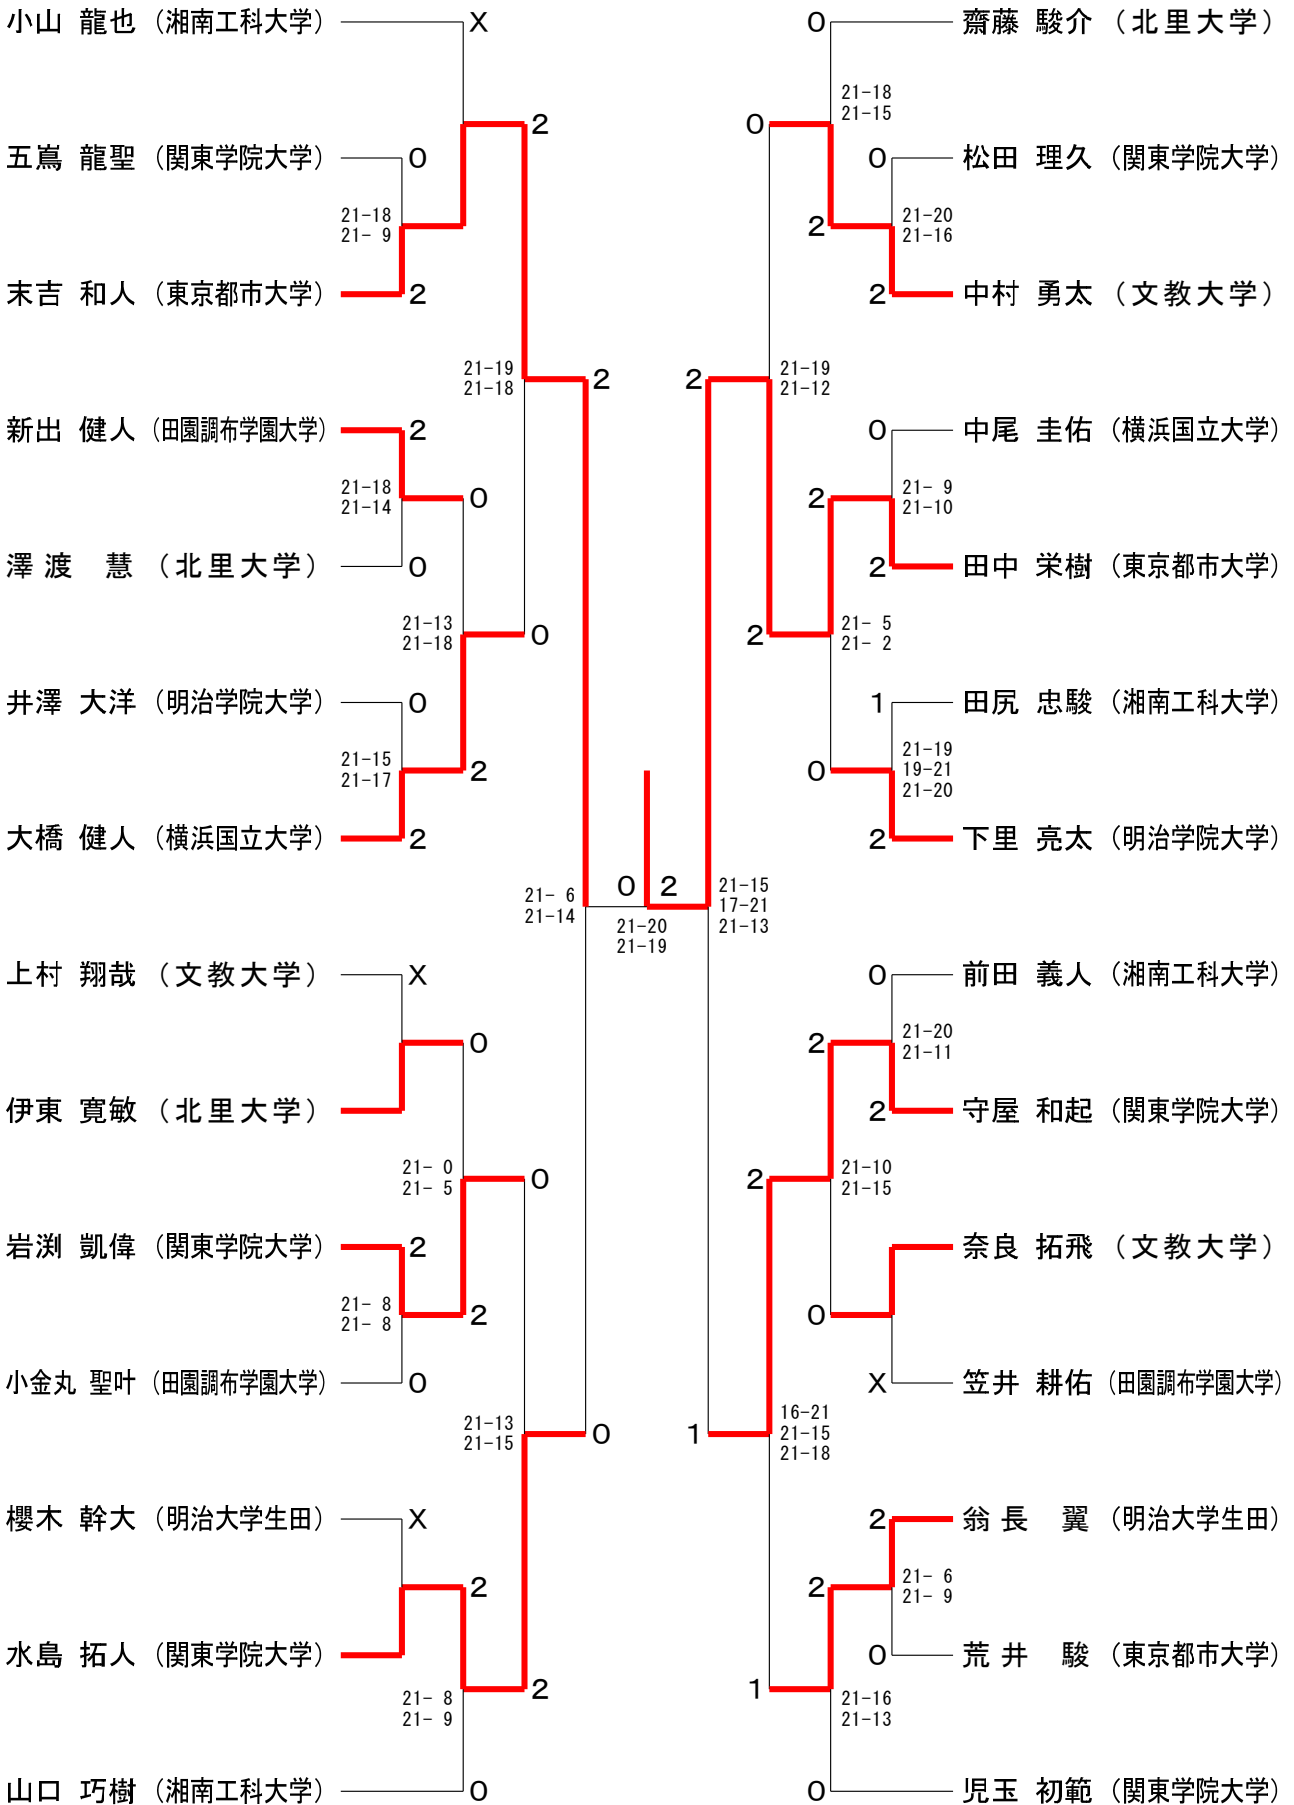 小山 龍也 (湘南工科大学) X
五嶌 龍聖 (関東学院大学) 0
21-18
21- 9
2
末吉 和人 (東京都市大学) 2
21-19
21-18
2
新出 健人 (田園調布学園大学) 2
21-18
21-14
0
澤渡 慧 (北里大学) 0
21-13
21-18
0
井澤 大洋 (明治学院大学) 0
21-15
21-17
2
大橋 健人 (横浜国立大学) 2
21- 6
21-14
0 2
21-20
21-19
上村 翔哉 (文教大学) X
0
伊東 寛敏 (北里大学)
21- 0
21- 5
0
岩渕 凱偉 (関東学院大学) 2
21- 8
21- 8
2
小金丸 聖叶 (田園調布学園大学) 0
21-13
21-15
0
櫻木 幹大 (明治大学生田) X
2
水島 拓人 (関東学院大学)
21- 8
21- 9
2
山口 巧樹 (湘南工科大学) 0
0 齋藤 駿介 (北里大学)
21-18
21-15
0
0 松田 理久 (関東学院大学)
21-20
21-16
2
2 中村 勇太 (文教大学)
21-19
21-12
2
0 中尾 圭佑 (横浜国立大学)
21- 9
21-10
2
2 田中 栄樹 (東京都市大学)
21- 5
21- 2
2
1 田尻 忠駿 (湘南工科大学)
21-19
19-21
21-20
0
2 下里 亮太 (明治学院大学)
21-15
17-21
21-13
0 前田 義人 (湘南工科大学)
21-20
21-11
2
2 守屋 和起 (関東学院大学)
21-10
21-15
2
奈良 拓飛 (文教大学)
0
X 笠井 耕佑 (田園調布学園大学)
16-21
21-15
21-18
1
2 翁長 翼 (明治大学生田)
21- 6
21- 9
2
0 荒井 駿 (東京都市大学)
21-16
21-13
1
0 児玉 初範 (関東学院大学)